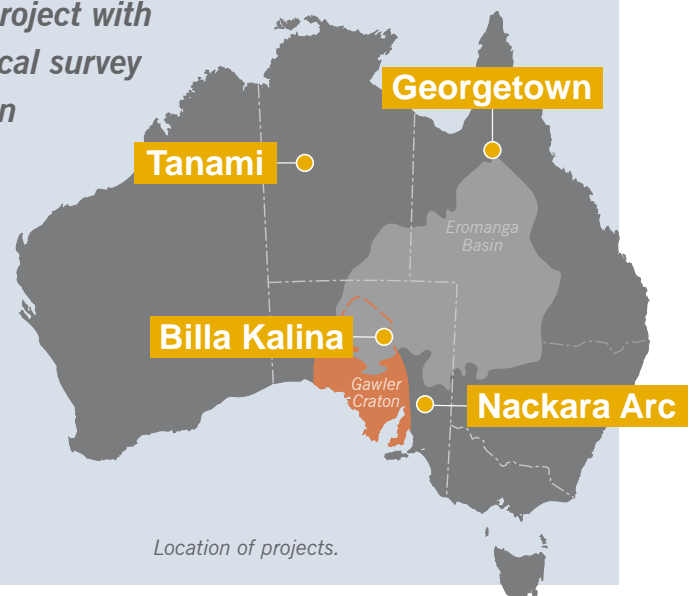 roject with
cal survey
n
Georgetown
Tanami
Eromanga
Basin
Billa Kalina
Gawler
Craton
Nackara Arc
Location of projects.